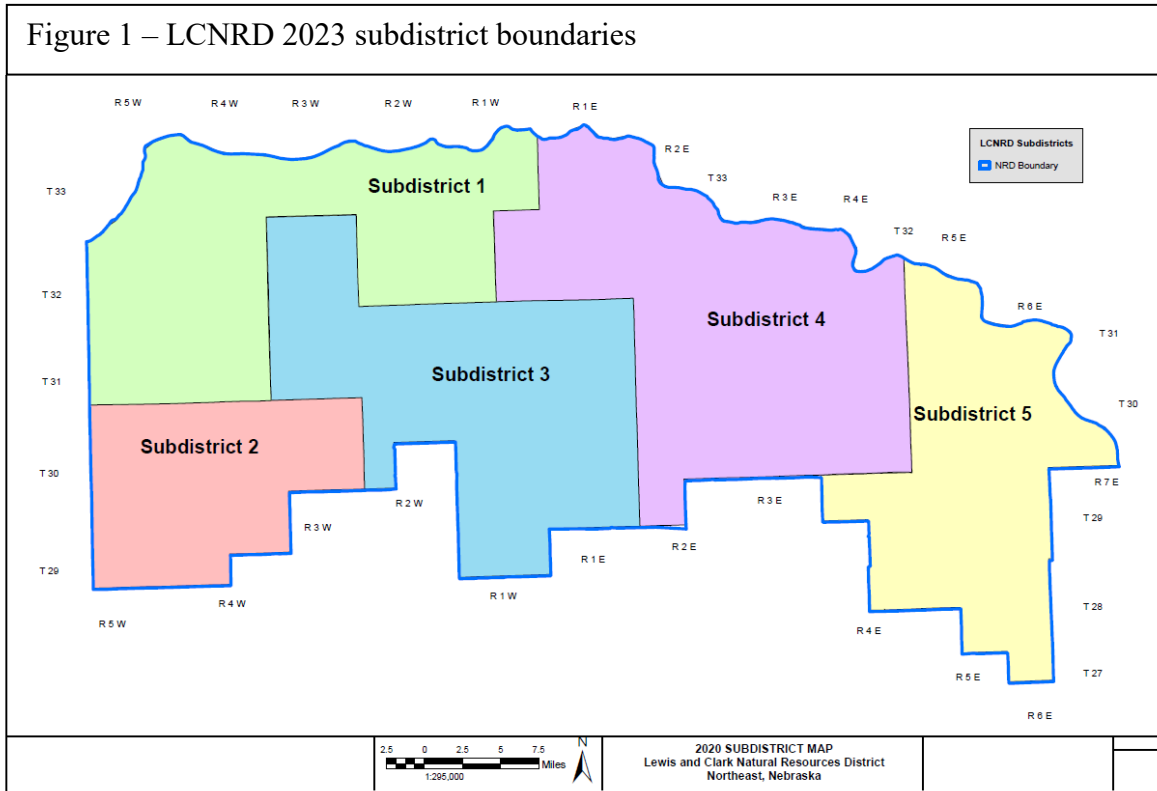 Figure 1 – LCNRD 2023 subdistrict boundaries
R 5 W R 4 W R 3 W R 2 W R 1 W R 1 E
LCNRD Subdistricts
NRD Boundary
R 2 E
T 33
Subdistrict 1
T 33
R 3 E
R 4 E
T 32
R 5 E
T 32
R 6 E
Subdistrict 4
T 31
T 31
Subdistrict 3
T 30
Subdistrict 5
Subdistrict 2
T 30
R 2 W
R 3 E
R 7 E
R 3 W
T 29
R 2 E
R 1 E
T 29
R 4 W
R 1 W
T 28
R 5 W
R 4 E
T 27
R 5 E
R 6 E
2.5 0 2.5 5 7.5
Miles
1:295,000
N
2020 SUBDISTRICT MAP
Lewis and Clark Natural Resources District
Northeast, Nebraska